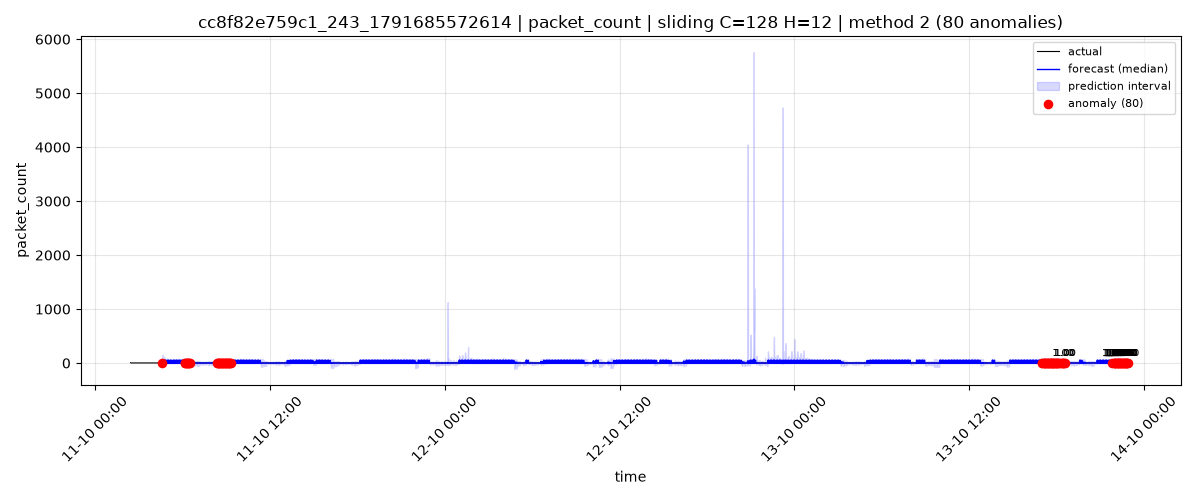 cc8f82e759c1_243_1791685572614 | packet_count | sliding C=128 H=12 | method 2 (80 anomalies)
actual
forecast (median)
prediction interval
anomaly (80)
packet_count
6000
5000
4000
3000
2000
1000
0
11-10 00:00
11-10 12:00
12-10 00:00
12-10 12:00
13-10 00:00
13-10 12:00
14-10 00:00
time